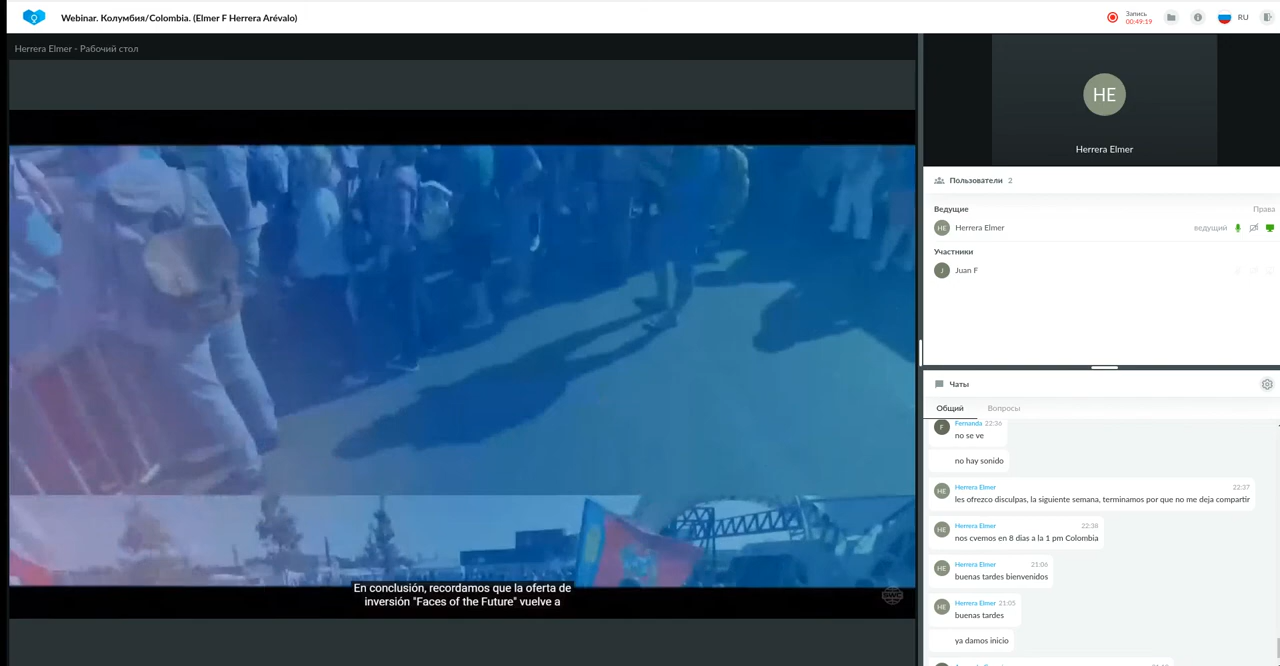 Webinar. Колумбия/Colombia. (Elmer F Herrera Arévalo)
Запись
00:49:19
RU
Herrera Elmer - Рабочий стол
HE
Herrera Elmer
Пользователи 2
Ведущие Права
HE Herrera Elmer ведущий
Участники
J Juan F
Чаты
Общий Вопросы
F Fernanda 22:36
no se ve
no hay sonido
HE Herrera Elmer 22:37
les ofrezco disculpas, la siguiente semana, terminamos por que no me deja compartir
HE Herrera Elmer 22:38
nos cvemos en 8 dias a la 1 pm Colombia
HE Herrera Elmer 21:06
buenas tardes bienvenidos
HE Herrera Elmer 21:05
buenas tardes
ya damos inicio
En conclusión, recordamos que la oferta de
inversión "Faces of the Future" vuelve a